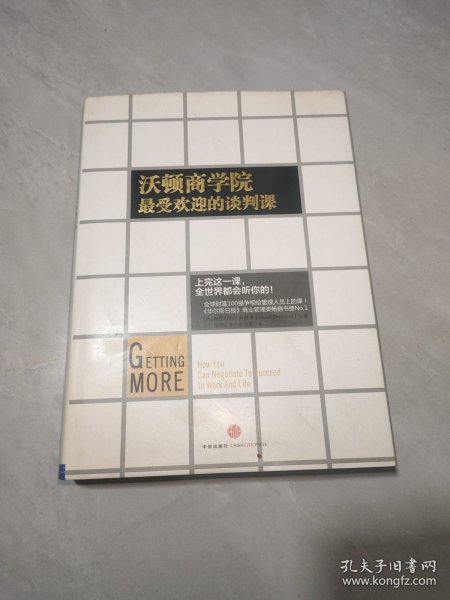 沃顿商学院
最受欢迎的谈判课
上完这一课,
全世界都会听你的!
全球财富100强争相给管理人员上的课!
《华尔街日报》商业管理类畅销书榜No.1
GETTING
MORE
How You
Can Negotiate To Succeed
In Work And Life
中信出版社·CHINA CITIC PRESS
孔夫子旧书网
www.kongfz.com